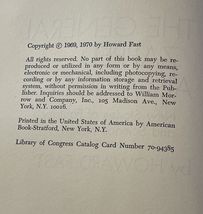 Copyright © 1969, 1970 by Howard Fast
All rights reserved. No part of this book may be re-
produced or utilized in any form or by any means,
electronic or mechanical, including photocopying, re-
cording or by any information storage and retrieval
system, without permission in writing from the Pub-
lisher. Inquiries should be addressed to William Mor-
row and Company, Inc., 105 Madison Ave., New
York, N.Y. 10016.
Printed in the United States of America by American
Book–Stratford, New York, N.Y.
Library of Congress Catalog Card Number 70-94385